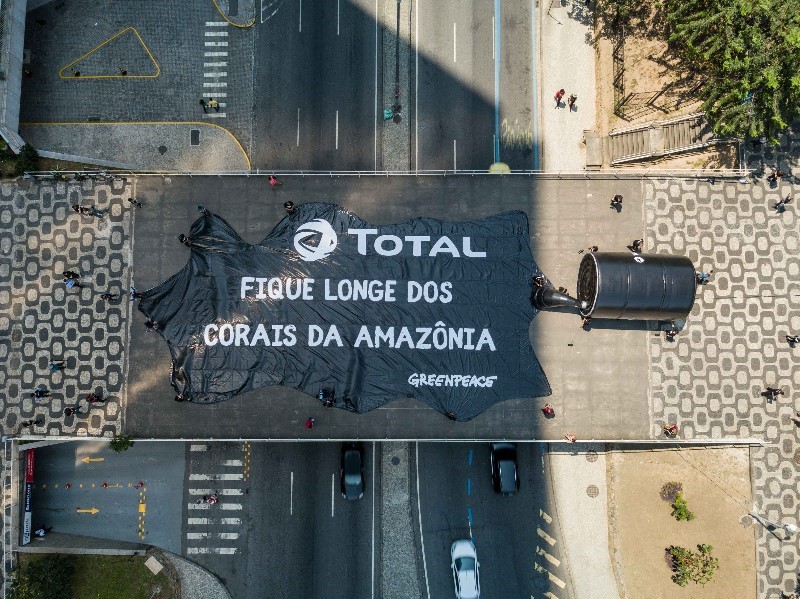 TOTAL
FIQUE LONGE DOS
CORAIS DA AMAZÔNIA
GREENPEACE